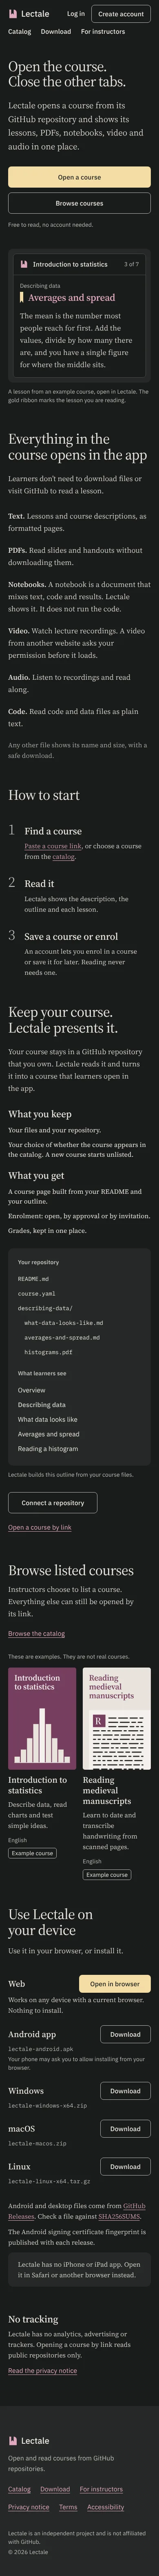 Lectale
Log in
Create account
Catalog
Download
For instructors
Open the course.
Close the other tabs.
Lectale opens a course from its
GitHub repository and shows its
lessons, PDFs, notebooks, video and
audio in one place.
Open a course
Browse courses
Free to read, no account needed.
Introduction to statistics
3 of 7
Describing data
Averages and spread
The mean is the number most
people reach for first. Add the
values, divide by how many there
are, and you have a single figure
for where the middle sits.
A lesson from an example course, open in Lectale. The
gold ribbon marks the lesson you are reading.
Everything in the
course opens in the app
Learners don't need to download files or
visit GitHub to read a lesson.
Text. Lessons and course descriptions, as
formatted pages.
PDFs. Read slides and handouts without
downloading them.
Notebooks. A notebook is a document that
mixes text, code and results. Lectale
shows it. It does not run the code.
Video. Watch lecture recordings. A video
from another website asks your
permission before it loads.
Audio. Listen to recordings and read
along.
Code. Read code and data files as plain
text.
Any other file shows its name and size, with a
safe download.
How to start
1
Find a course
Paste a course link, or choose a course
from the catalog.
2
Read it
Lectale shows the description, the
outline and each lesson.
3
Save a course or enrol
An account lets you enrol in a course
or save it for later. Reading never
needs one.
Keep your course.
Lectale presents it.
Your course stays in a GitHub repository
that you own. Lectale reads it and turns
it into a course learners open in
the app.
What you keep
Your files and your repository.
Your choice of whether the course appears in
the catalog. A new course starts unlisted.
What you get
A course page built from your README and
your outline.
Enrolment: open, by approval or by invitation.
Grades, kept in one place.
Your repository
README.md
course.yaml
describing-data/
what-data-looks-like.md
averages-and-spread.md
histograms.pdf
What learners see
Overview
Describing data
What data looks like
Averages and spread
Reading a histogram
Lectale builds this outline from your course files.
Connect a repository
Open a course by link
Browse listed courses
Instructors choose to list a course.
Everything else can still be opened by
its link.
Browse the catalog
These are examples. They are not real courses.
Introduction
to statistics
Reading
medieval
manuscripts
R
Introduction to
statistics
Describe data, read
charts and test
simple ideas.
English
Example course
Reading
medieval
manuscripts
Learn to date and
transcribe
handwriting from
scanned pages.
English
Example course
Use Lectale on
your device
Use it in your browser, or install it.
Web
Open in browser
Works on any device with a current browser.
Nothing to install.
Android app
Download
lectale-android.apk
Your phone may ask you to allow installing from your
browser.
Windows
Download
lectale-windows-x64.zip
macOS
Download
lectale-macos.zip
Linux
Download
lectale-linux-x64.tar.gz
Android and desktop files come from GitHub
Releases. Check a file against SHA256SUMS.
The Android signing certificate fingerprint is
published with each release.
Lectale has no iPhone or iPad app. Open
it in Safari or another browser instead.
No tracking
Lectale has no analytics, advertising or
trackers. Opening a course by link reads
public repositories only.
Read the privacy notice
Lectale
Open and read courses from GitHub
repositories.
Catalog
Download
For instructors
Privacy notice
Terms
Accessibility
Lectale is an independent project and is not affiliated
with GitHub.
© 2026 Lectale